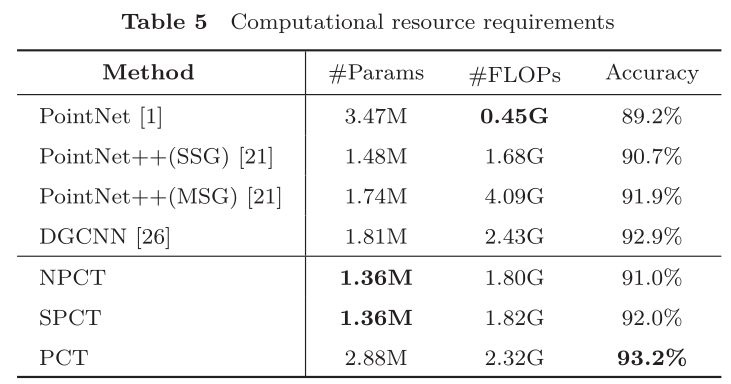 Table 5 Computational resource requirements
Method #Params #FLOPs Accuracy
PointNet [1] 3.47M 0.45G 89.2%
PointNet++(SSG) [21] 1.48M 1.68G 90.7%
PointNet++(MSG) [21] 1.74M 4.09G 91.9%
DGCNN [26] 1.81M 2.43G 92.9%
NPCT 1.36M 1.80G 91.0%
SPCT 1.36M 1.82G 92.0%
PCT 2.88M 2.32G 93.2%